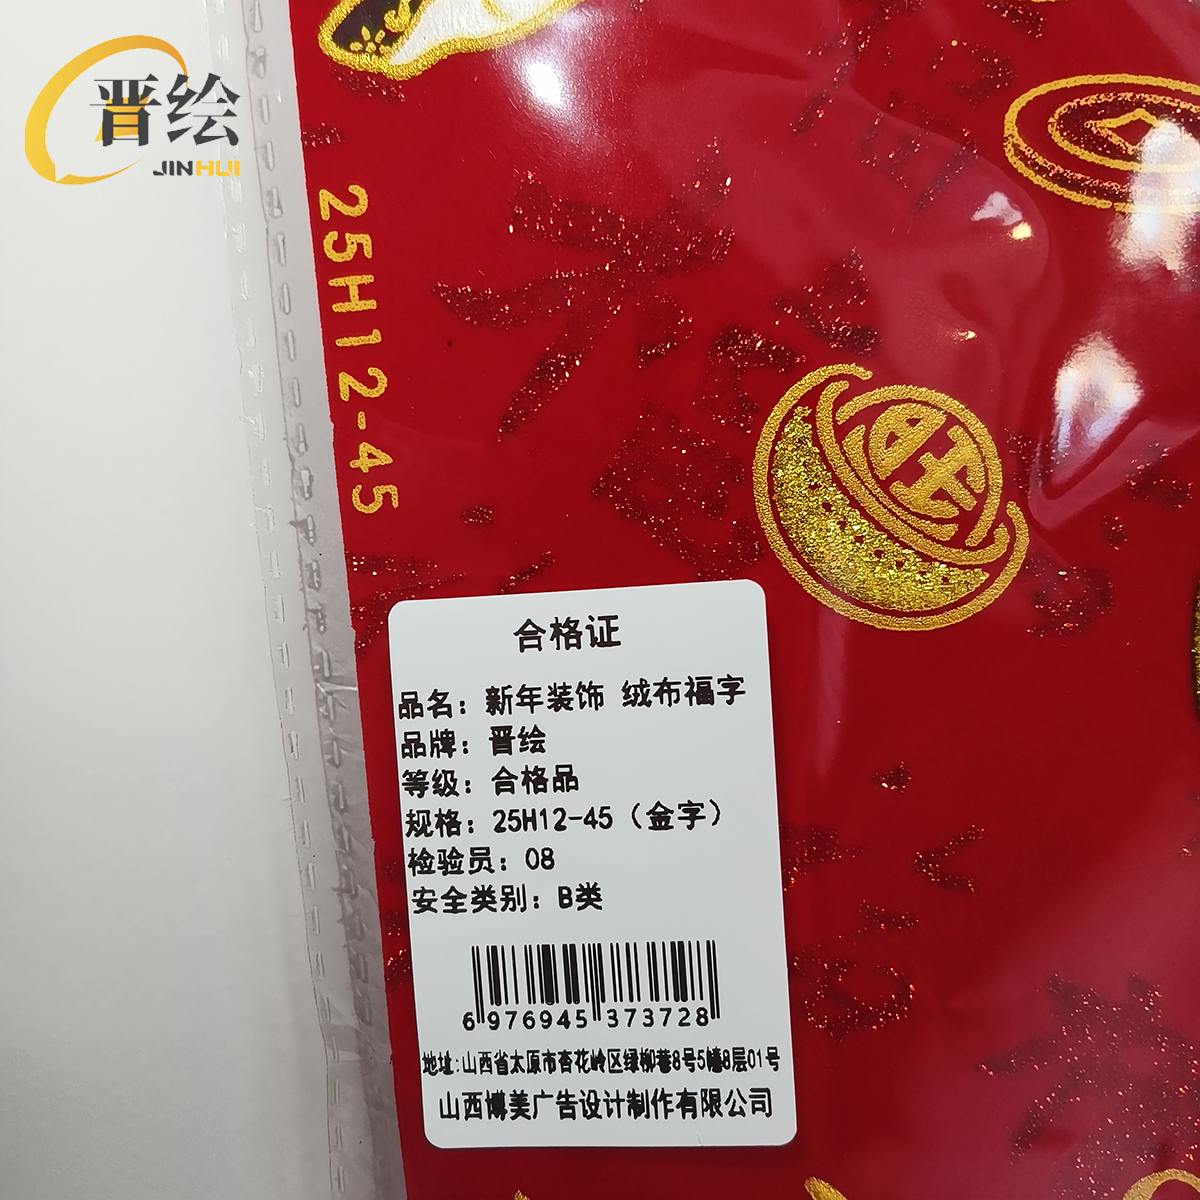 晋绘
JINHUI
25H12-45
合格证
品名：新年装饰 绒布福字
品牌：晋绘
等级：合格品
规格：25H12-45（金字）
检验员：08
安全类别：B类
6 976945 373728
地址:山西省太原市杏花岭区绿柳巷8号5幢8层01号
山西博美广告设计制作有限公司